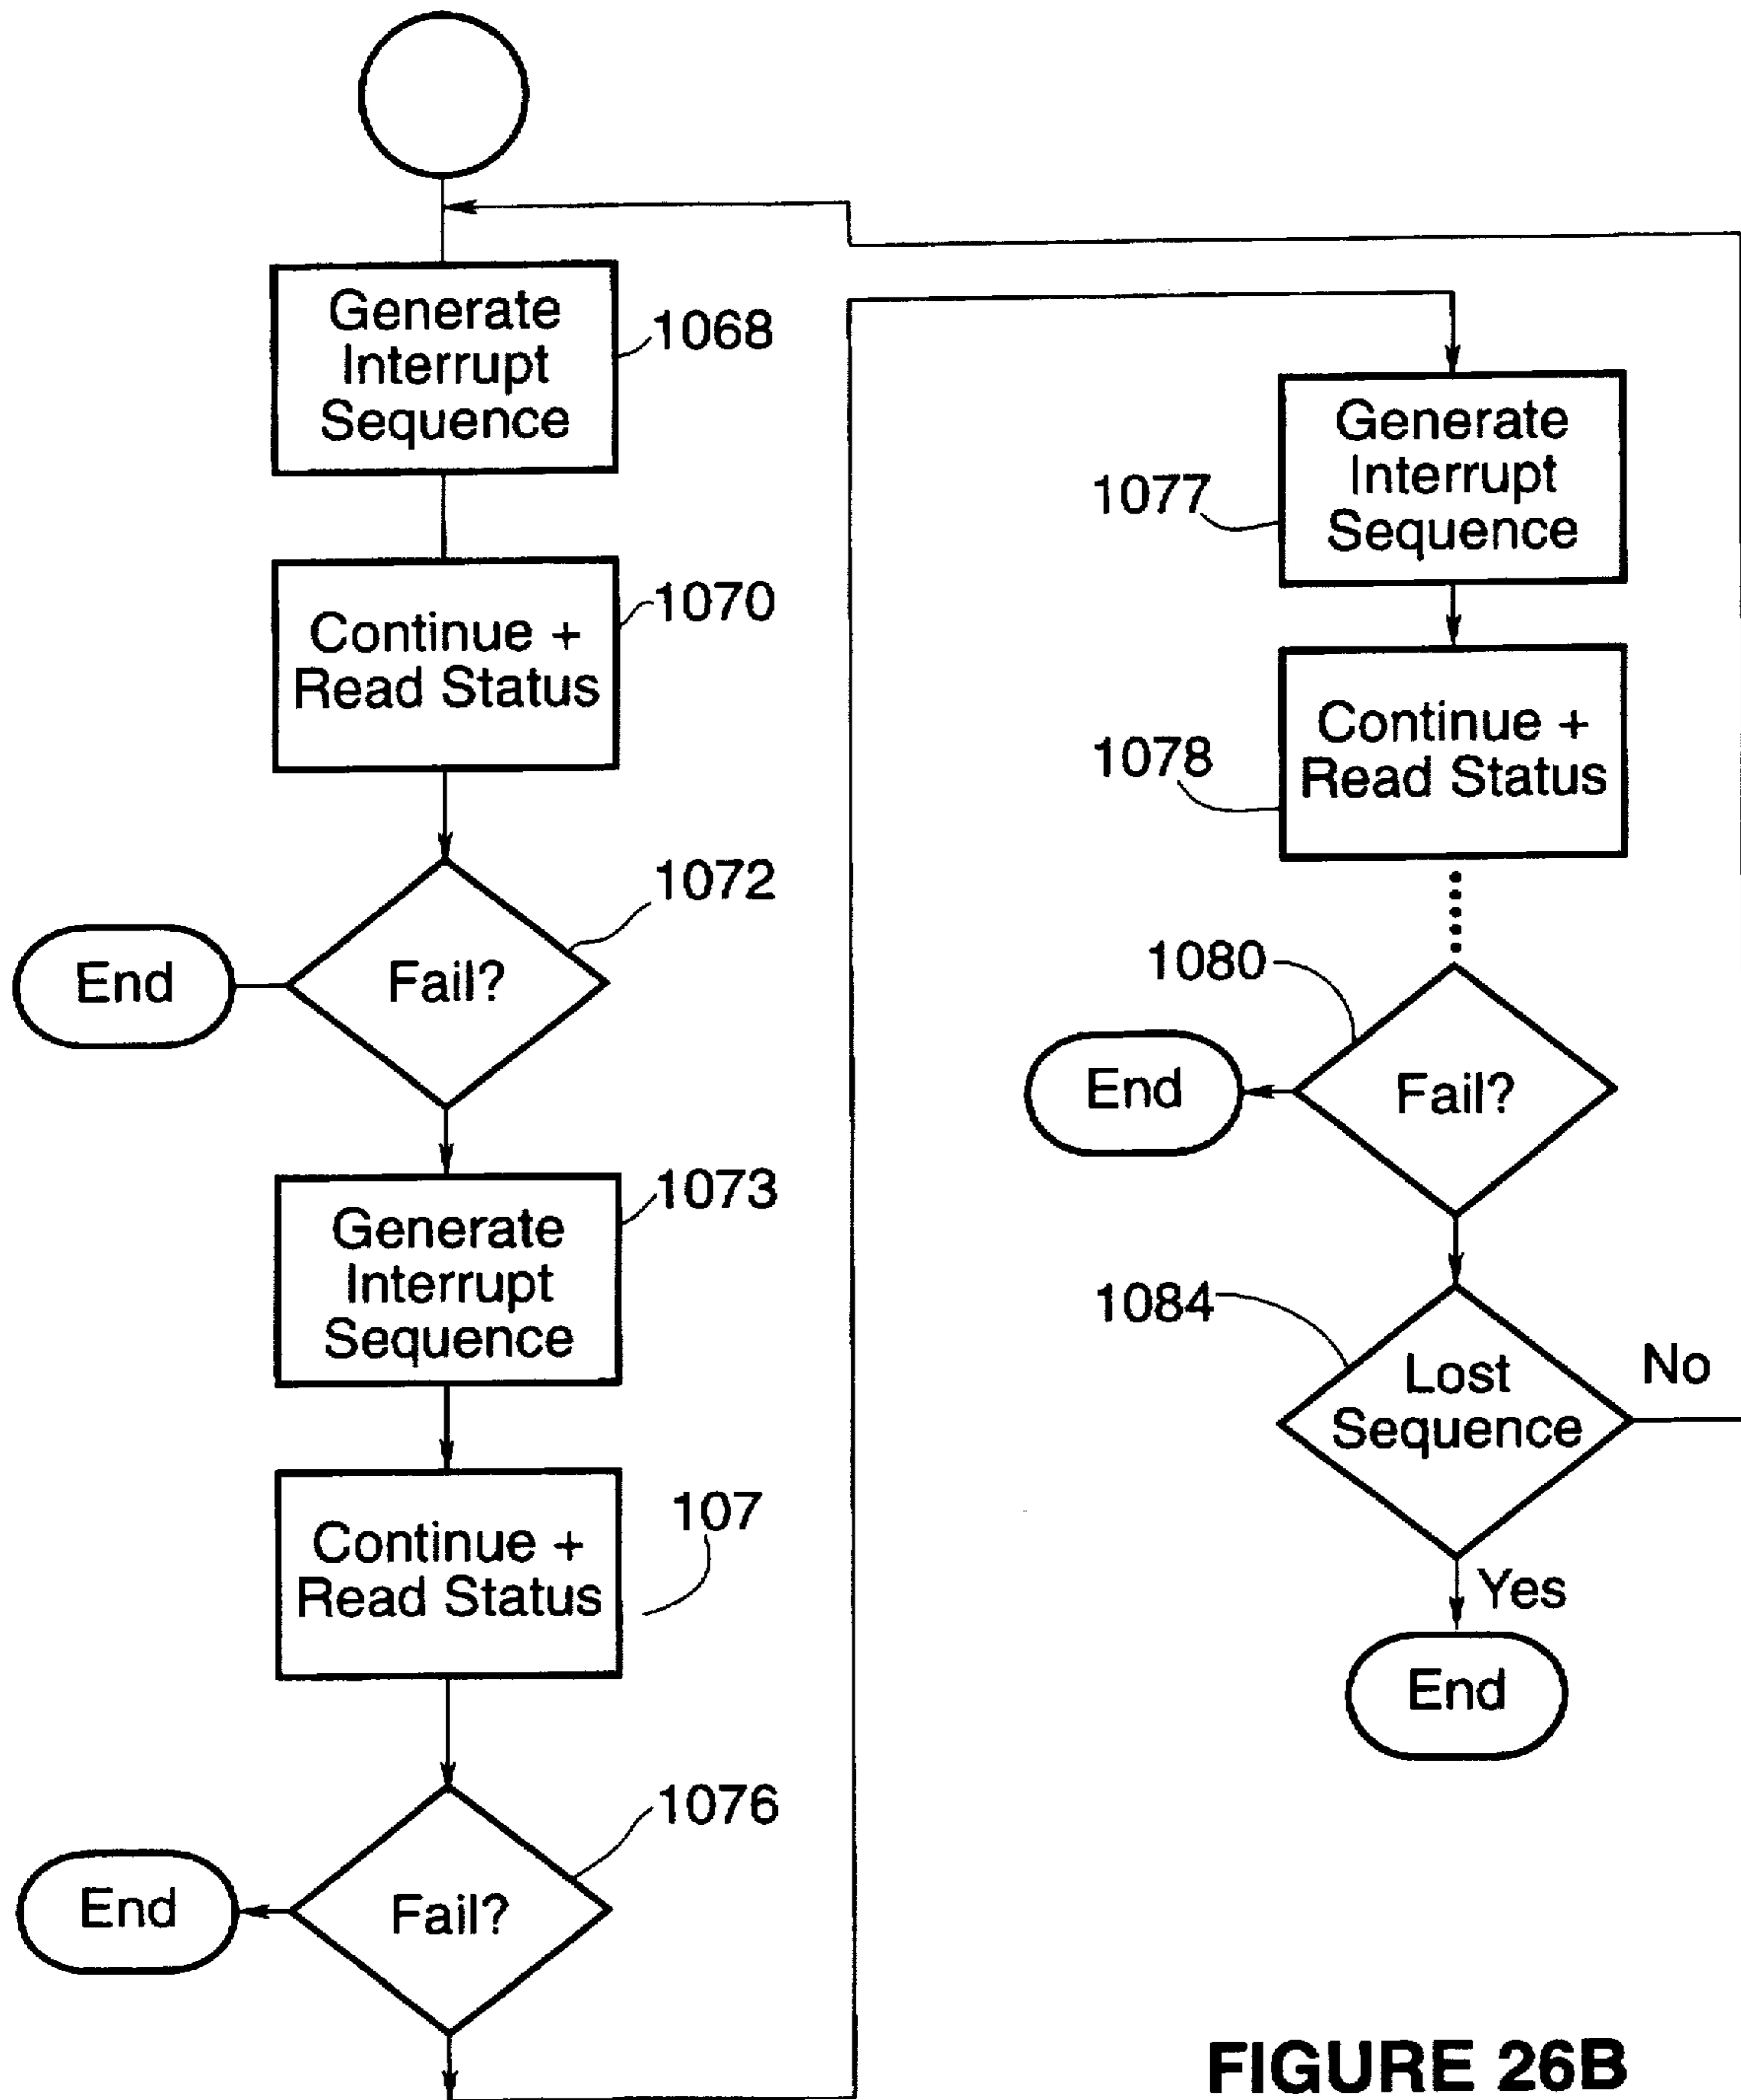 Generate
Interrupt
Sequence
1068
Continue +
Read Status
1070
Fail?
1072
End
Generate
Interrupt
Sequence
1073
Continue +
Read Status
107
Fail?
1076
End
Generate
Interrupt
Sequence
1077
Continue +
Read Status
1078
1080
Fail?
End
1084
Lost
Sequence
No
Yes
End
FIGURE 26B